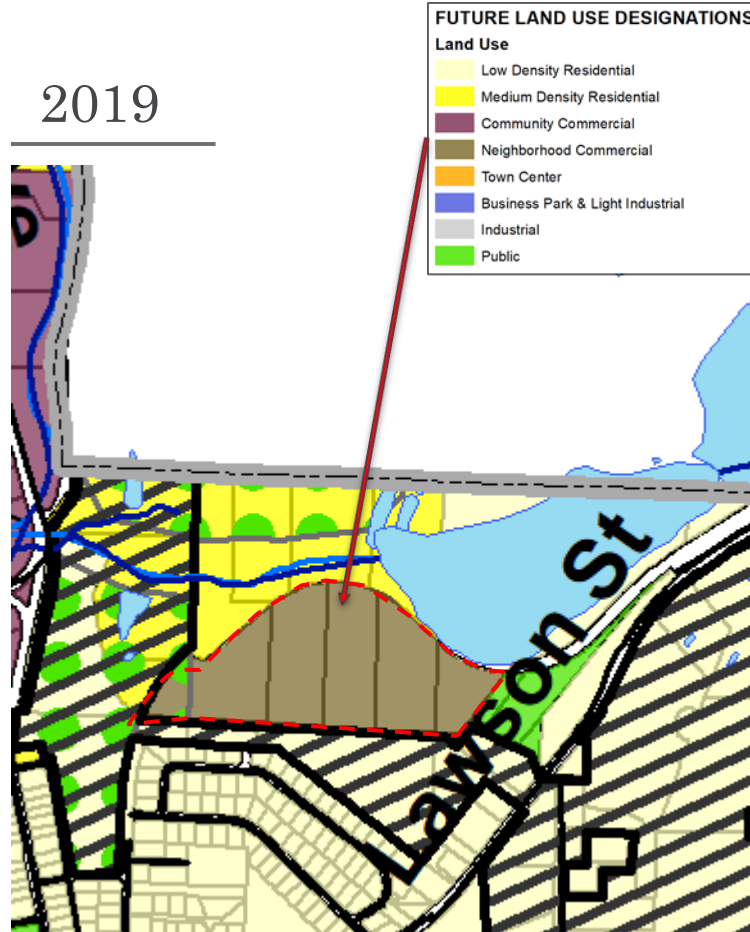 FUTURE LAND USE DESIGNATIONS
Land Use
Low Density Residential
Medium Density Residential
Community Commercial
Neighborhood Commercial
Town Center
Business Park & Light Industrial
Industrial
Public
2019
Lawson St